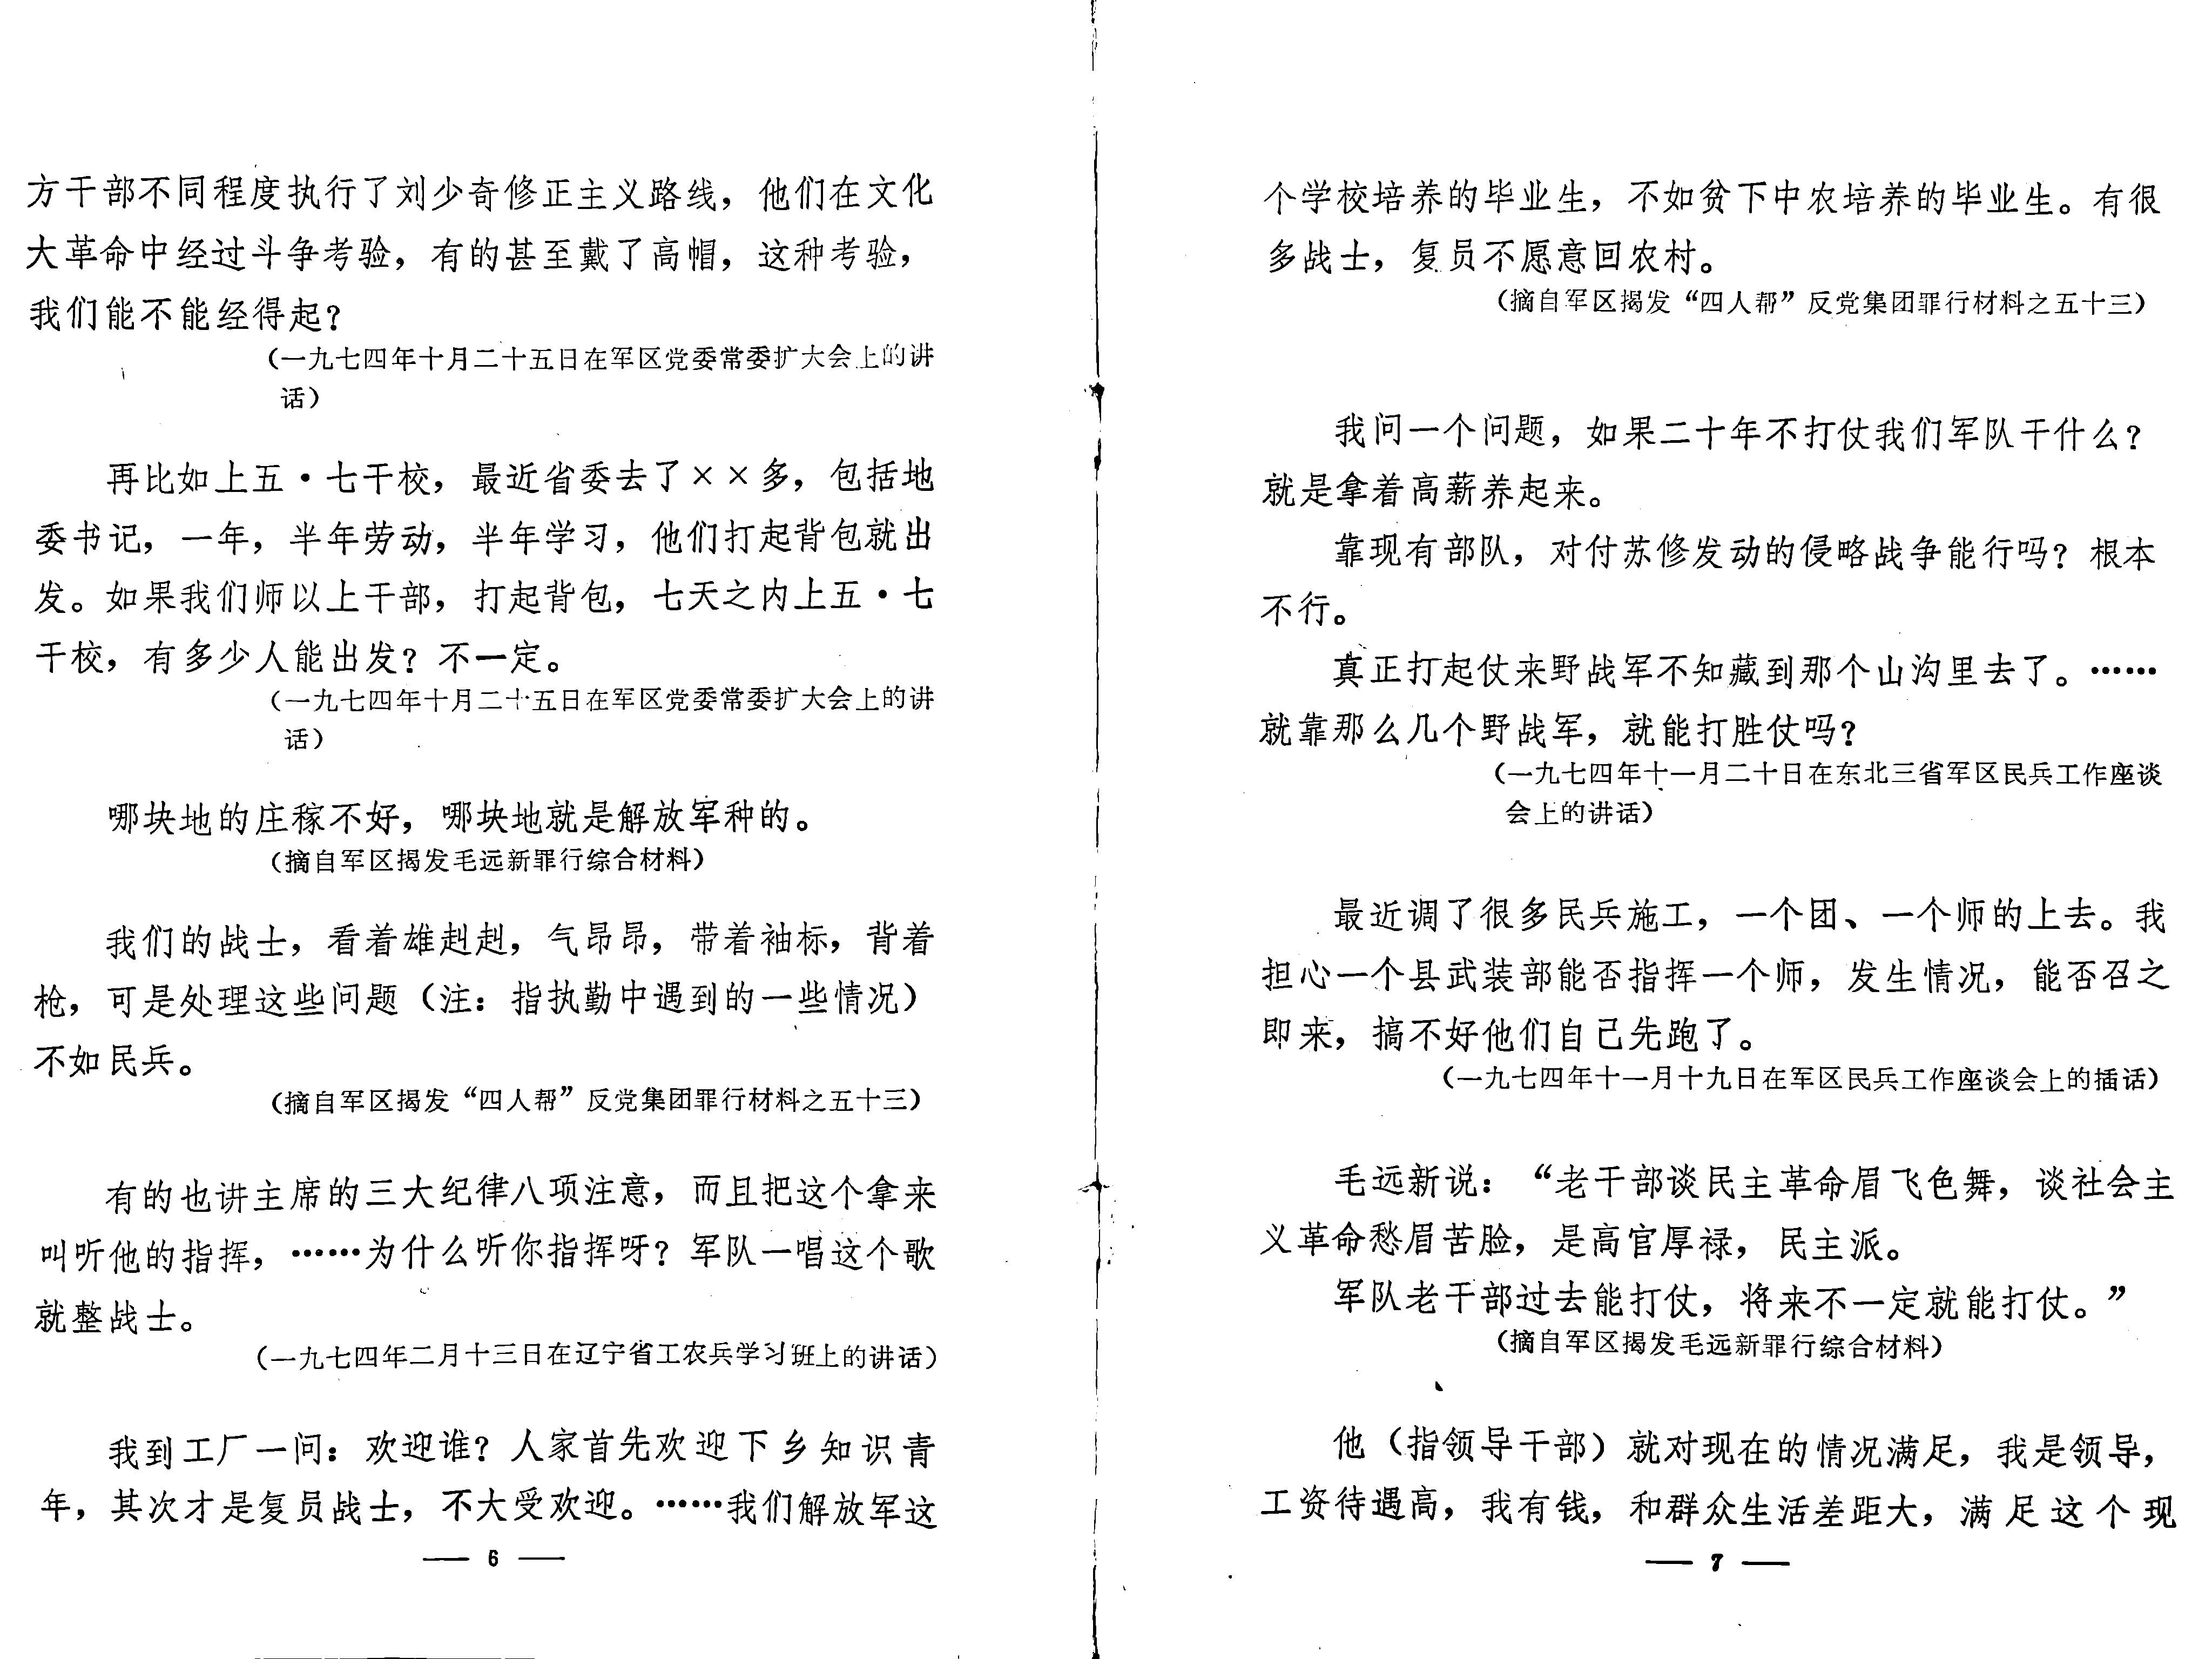 方干部不同程度执行了刘少奇修正主义路线，他们在文化
大革命中经过斗争考验，有的甚至戴了高帽，这种考验，
我们能不能经得起？
（一九七四年十月二十五日在军区党委常委扩大会上的讲
话）
再比如上五·七干校，最近省委去了××多，包括地
委书记，一年，半年劳动，半年学习，他们打起背包就出
发。如果我们师以上干部，打起背包，七天之内上五·七
干校，有多少人能出发？不一定。
（一九七四年十月二十五日在军区党委常委扩大会上的讲
话）
哪块地的庄稼不好，哪块地就是解放军种的。
（摘自军区揭发毛远新罪行综合材料）
我们的战士，看着雄赳赳，气昂昂，带着袖标，背着
枪，可是处理这些问题（注：指执勤中遇到的一些情况）
不如民兵。
（摘自军区揭发“四人帮”反党集团罪行材料之五十三）
有的也讲主席的三大纪律八项注意，而且把这个拿来
叫听他的指挥，……为什么听你指挥呀？军队一唱这个歌
就整战士。
（一九七四年二月十三日在辽宁省工农兵学习班上的讲话）
我到工厂一问：欢迎谁？人家首先欢迎下乡知识青
年，其次才是复员战士，不大受欢迎。……我们解放军这
— 6 —
个学校培养的毕业生，不如贫下中农培养的毕业生。有很
多战士，复员不愿意回农村。
（摘自军区揭发“四人帮”反党集团罪行材料之五十三）
我问一个问题，如果二十年不打仗我们军队干什么？
就是拿着高薪养起来。
靠现有部队，对付苏修发动的侵略战争能行吗？根本
不行。
真正打起仗来野战军不知藏到那个山沟里去了。……
就靠那么几个野战军，就能打胜仗吗？
（一九七四年十一月二十日在东北三省军区民兵工作座谈
会上的讲话）
最近调了很多民兵施工，一个团、一个师的上去。我
担心一个县武装部能否指挥一个师，发生情况，能否召之
即来，搞不好他们自己先跑了。
（一九七四年十一月十九日在军区民兵工作座谈会上的插话）
毛远新说：“老干部谈民主革命眉飞色舞，谈社会主
义革命愁眉苦脸，是高官厚禄，民主派。
军队老干部过去能打仗，将来不一定就能打仗。”
（摘自军区揭发毛远新罪行综合材料）
他（指领导干部）就对现在的情况满足，我是领导，
工资待遇高，我有钱，和群众生活差距大，满足这个现
— 7 —